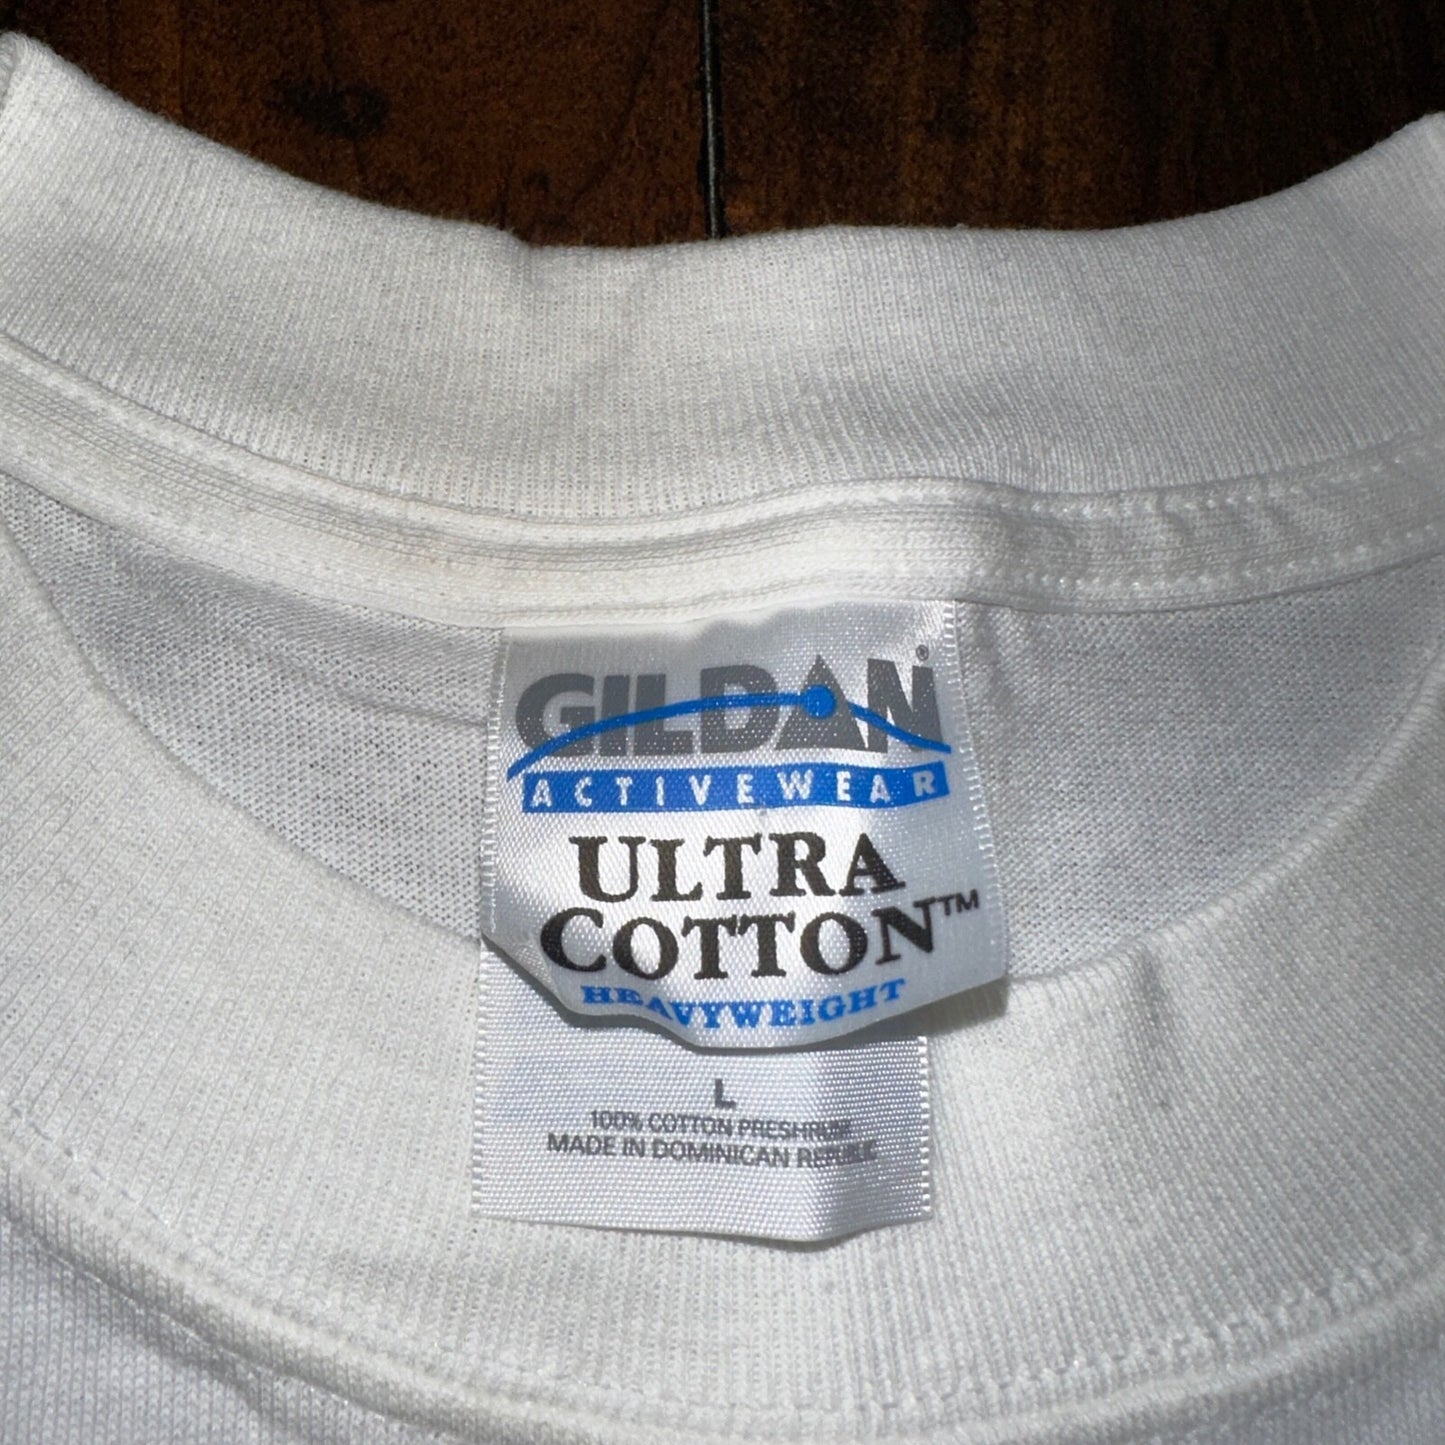 GILDAN®
ACTIVEWEAR
ULTRA
COTTON™
HEAVYWEIGHT
L
100% COTTON PRESHRUNK
MADE IN DOMINICAN REPUBLIC